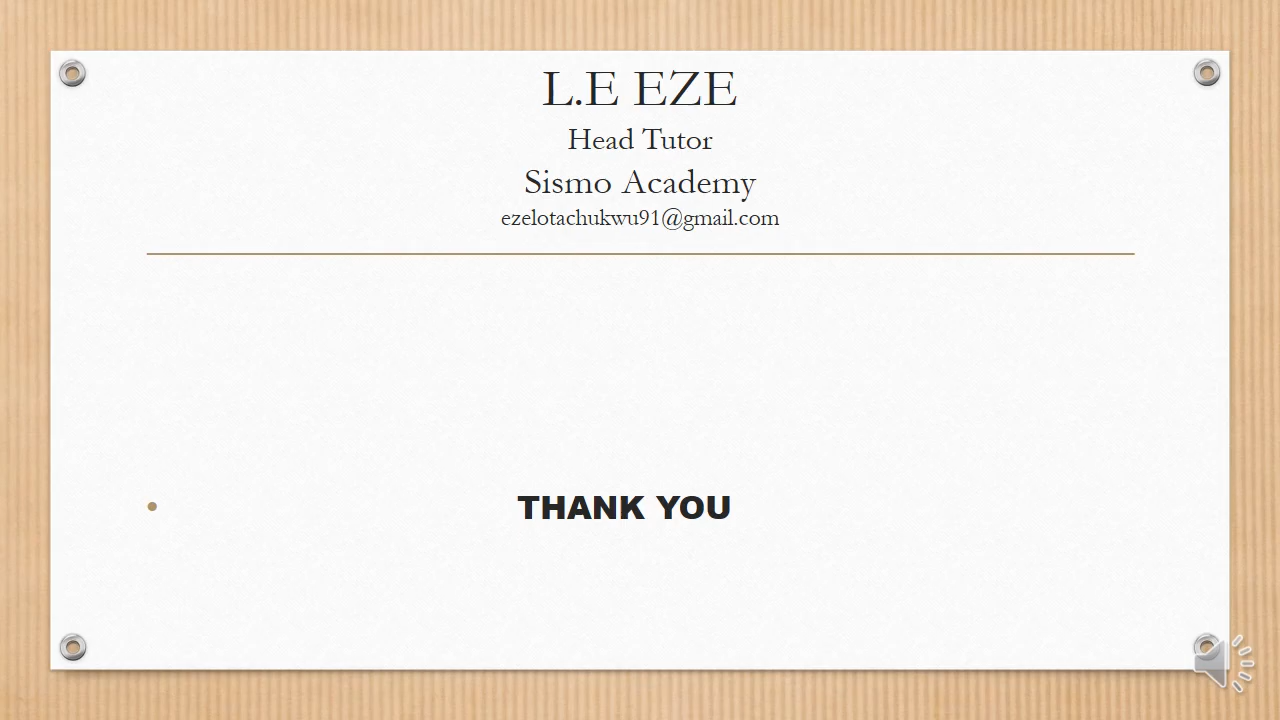 L.E EZE
Head Tutor
Sismo Academy
ezelotachukwu91@gmail.com
• THANK YOU